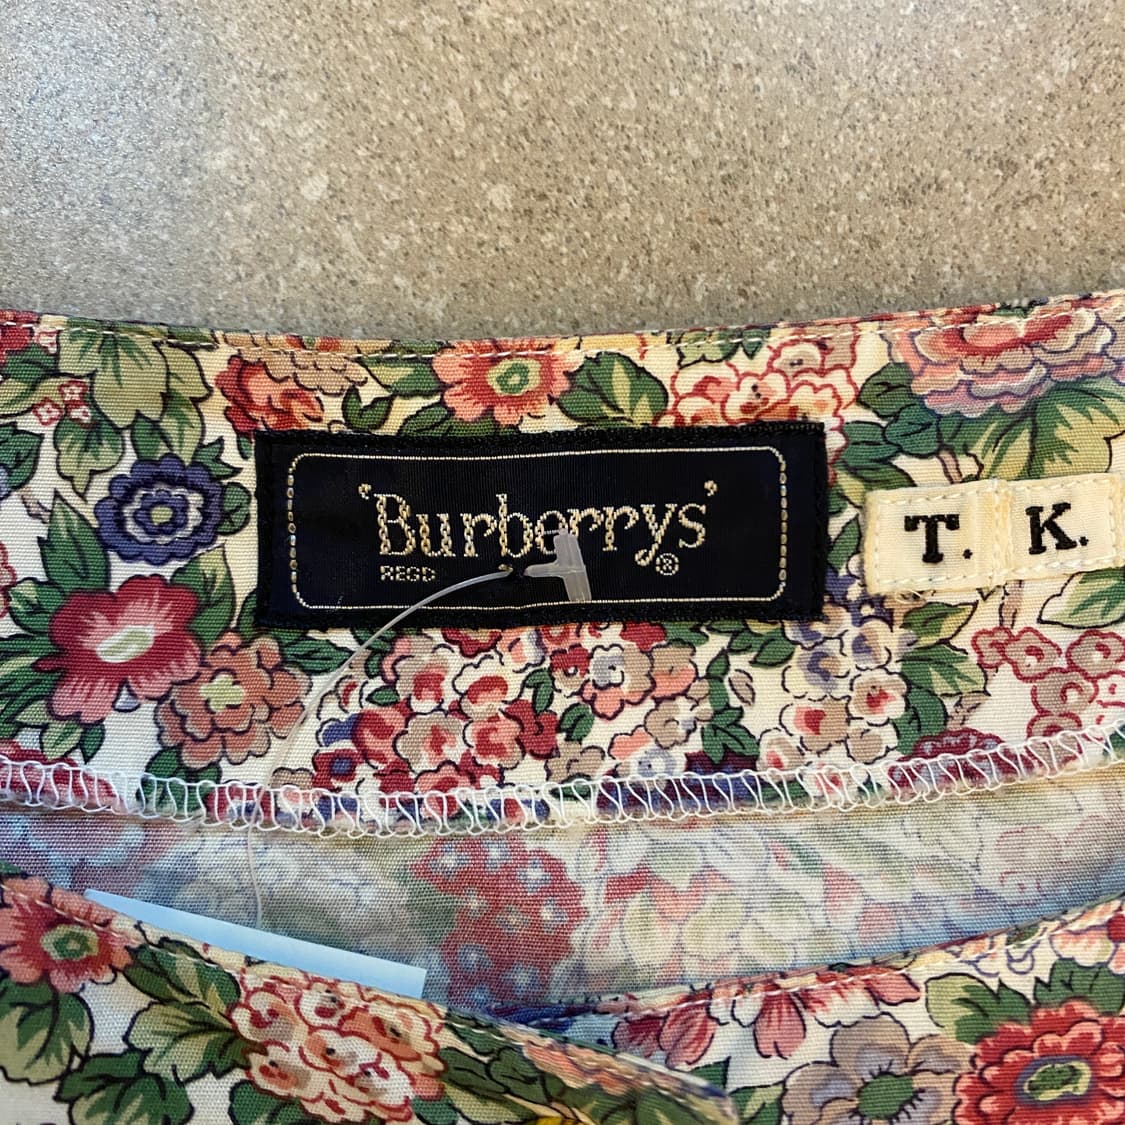 'Burberrys'
REGD ®
T. K.